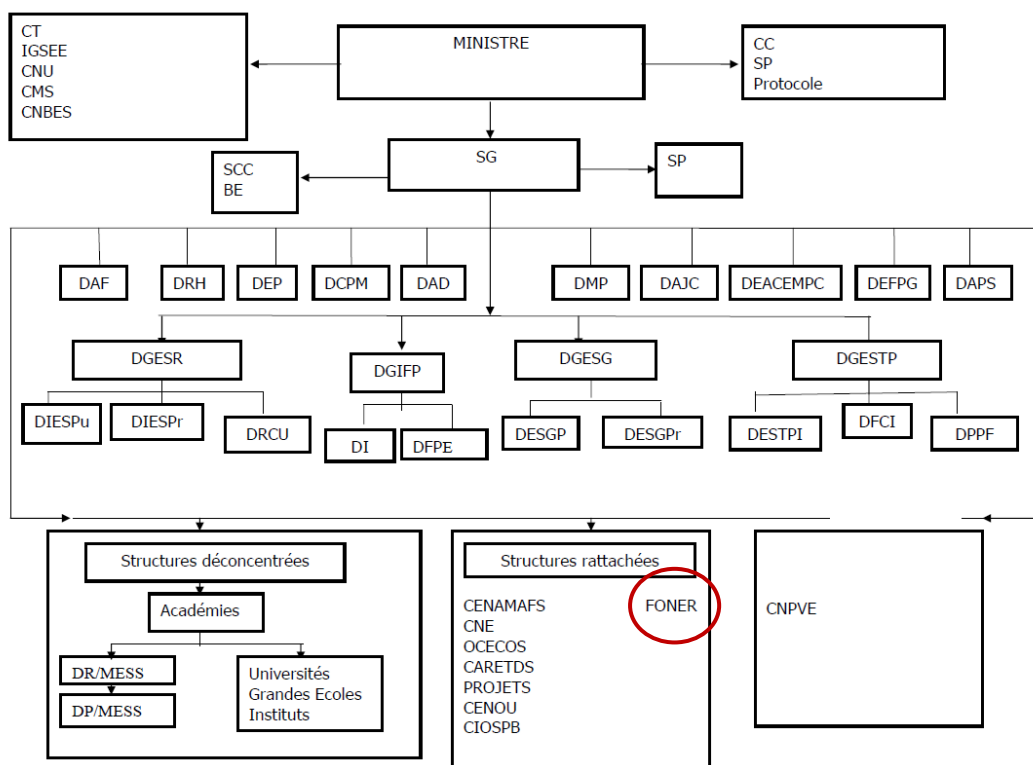 CT
IGSEE
CNU
CMS
CNBES
MINISTRE
CC
SP
Protocole
SCC
BE
SG
SP
DAF
DRH
DEP
DCPM
DAD
DMP
DAJC
DEACEMPC
DEFPG
DAPS
DGESR
DGIFP
DGESG
DGESTP
DIESPu
DIESPr
DRCU
DI
DFPE
DESGP
DESGPr
DESTPI
DFCI
DPPF
Structures déconcentrées
Académies
DR/MESS
DP/MESS
Universités
Grandes Ecoles
Instituts
Structures rattachées
CENAMAFS
FONER
CNE
OCECOS
CARETDS
PROJETS
CENOU
CIOSPB
CNPVE